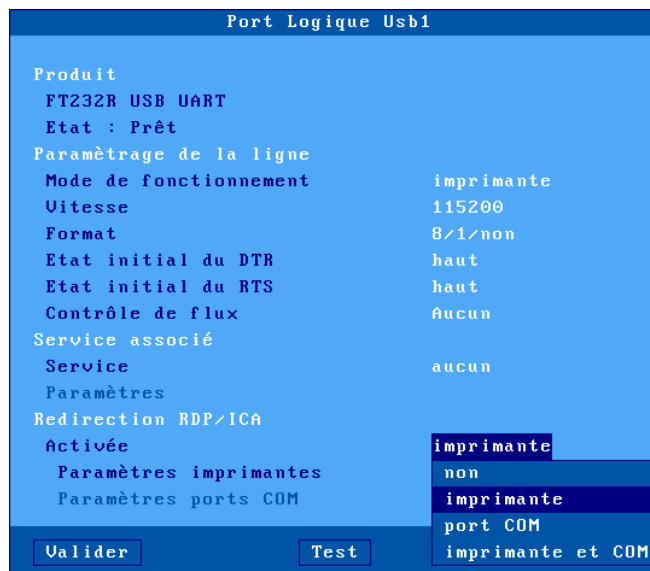 Port Logique Usb1
Produit
FT232R USB UART
Etat : Prêt
Paramètrage de la ligne
Mode de fonctionnement imprimante
Vitesse 115200
Format 8/1/non
Etat initial du DTR haut
Etat initial du RTS haut
Contrôle de flux Aucun
Service associé
Service aucun
Paramètres
Redirection RDP/ICA
Activée imprimante
Paramètres imprimantes non
Paramètres ports COM imprimante
port COM
Valider Test imprimante et COM